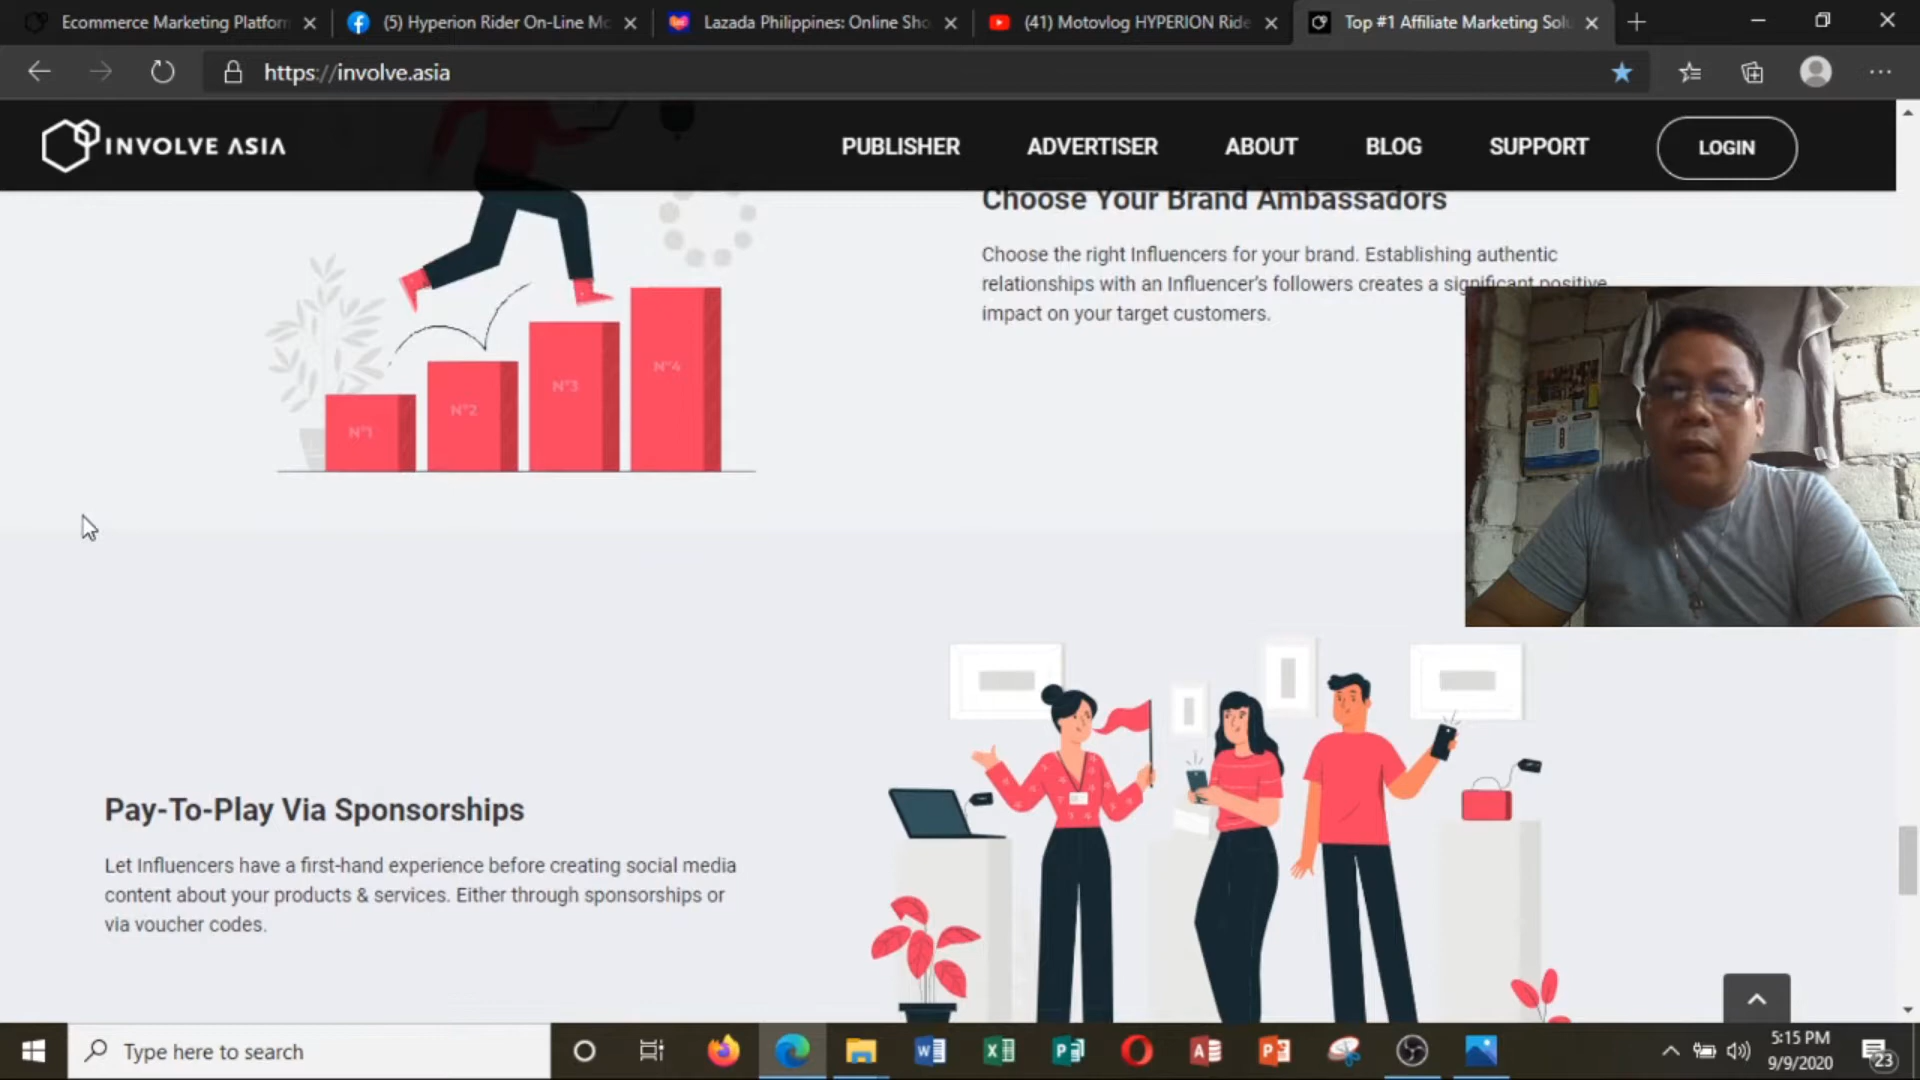 Ecommerce Marketing Platform
(5) Hyperion Rider On-Line Mo
Lazada Philippines: Online Sho
(41) Motovlog HYPERION Ride
Top #1 Affiliate Marketing Solu
https://involve.asia
INVOLVE ASIA
PUBLISHER
ADVERTISER
ABOUT
BLOG
SUPPORT
LOGIN
Choose Your Brand Ambassadors
Choose the right Influencers for your brand. Establishing authentic
relationships with an Influencer's followers creates a significant positive
impact on your target customers.
N°1
N°2
N°3
N°4
Pay-To-Play Via Sponsorships
Let Influencers have a first-hand experience before creating social media
content about your products & services. Either through sponsorships or
via voucher codes.
Type here to search
5:15 PM
9/9/2020
23